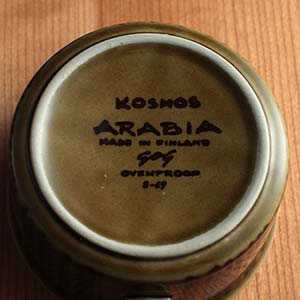 KOSMOS
ARABIA
MADE IN FINLAND
GOG
OVENPROOF
8-69